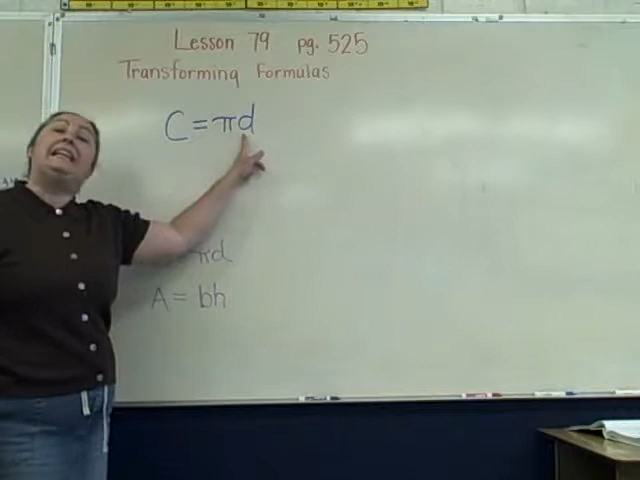 Lesson 79 pg. 525
Transforming Formulas
C = πd
πd
A = bh